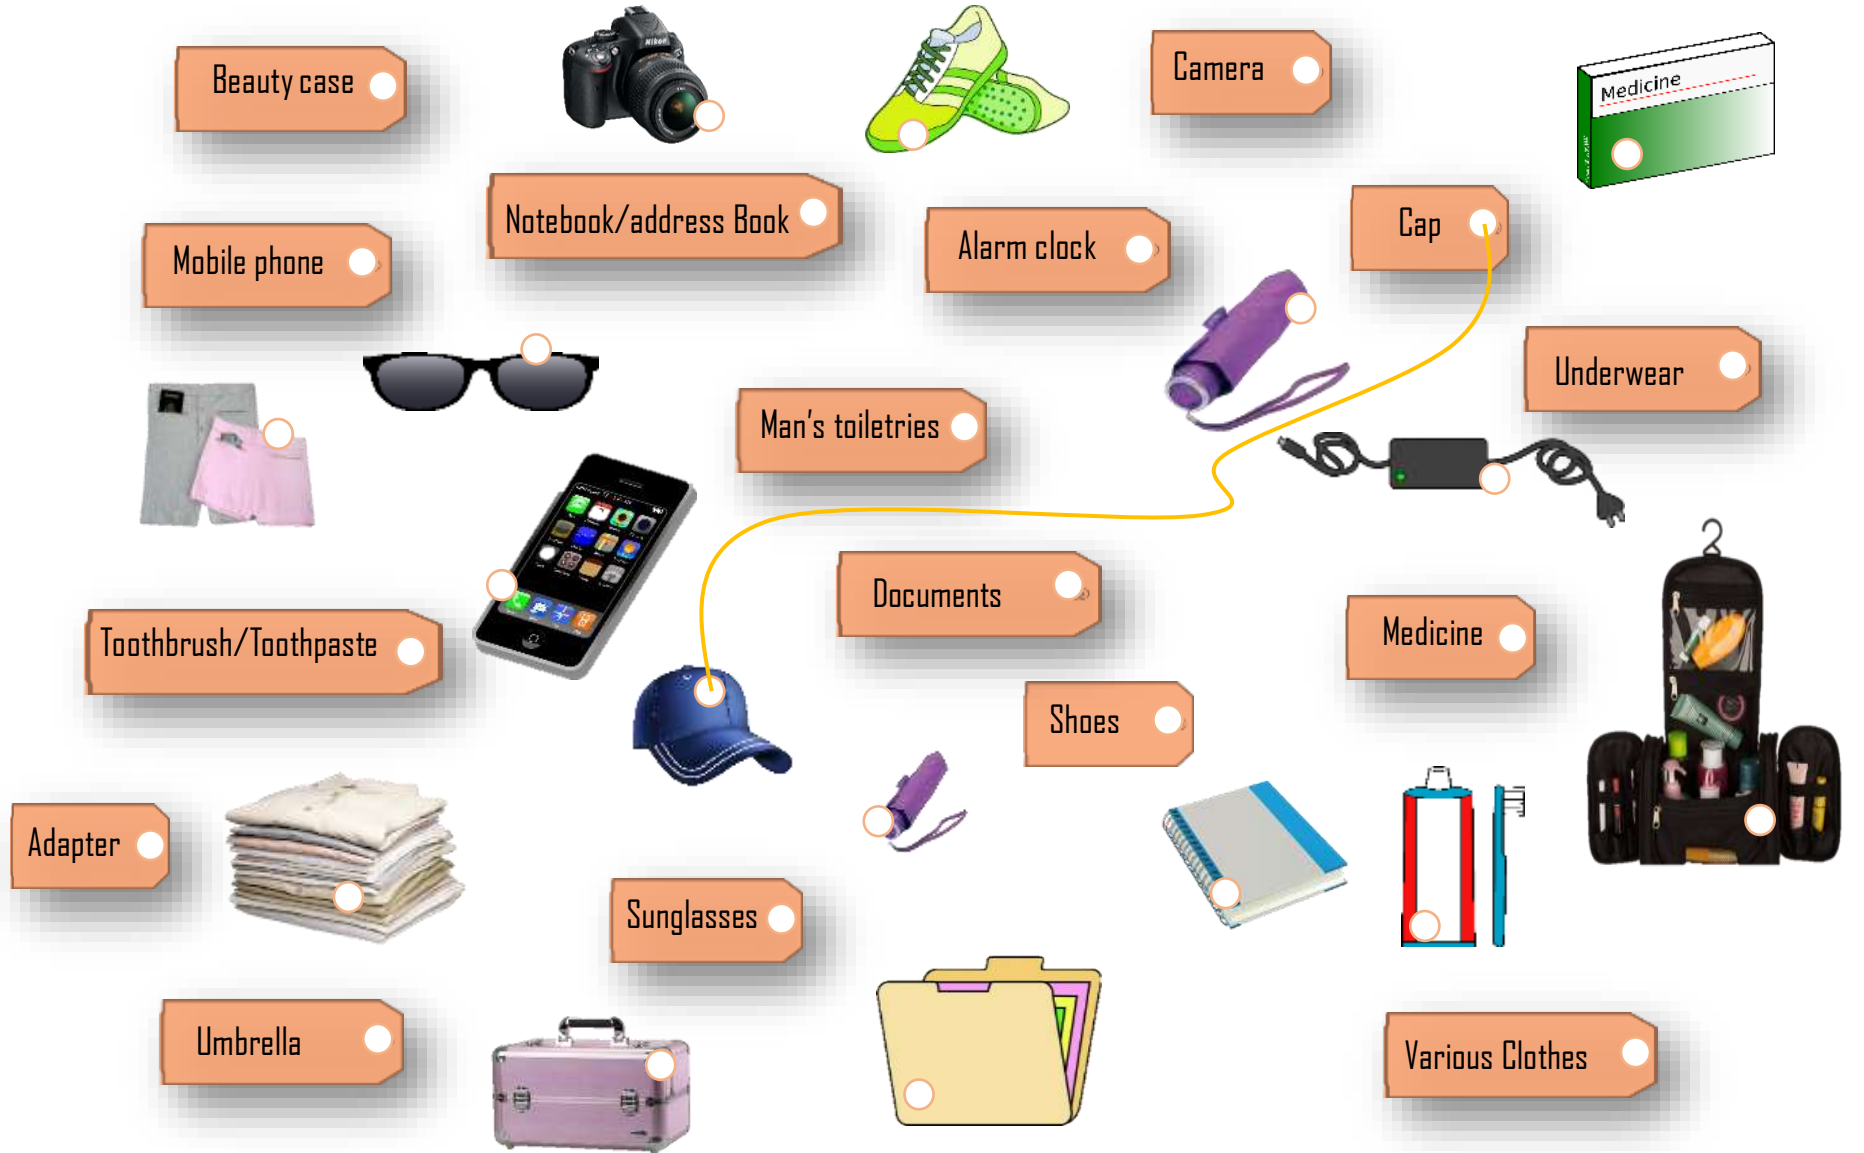 Beauty case
Nikon
Camera
Medicine
Notebook/address Book
Cap
Mobile phone
Alarm clock
Underwear
Man's toiletries
Documents
Toothbrush/Toothpaste
Medicine
Shoes
Adapter
Sunglasses
Umbrella
Various Clothes